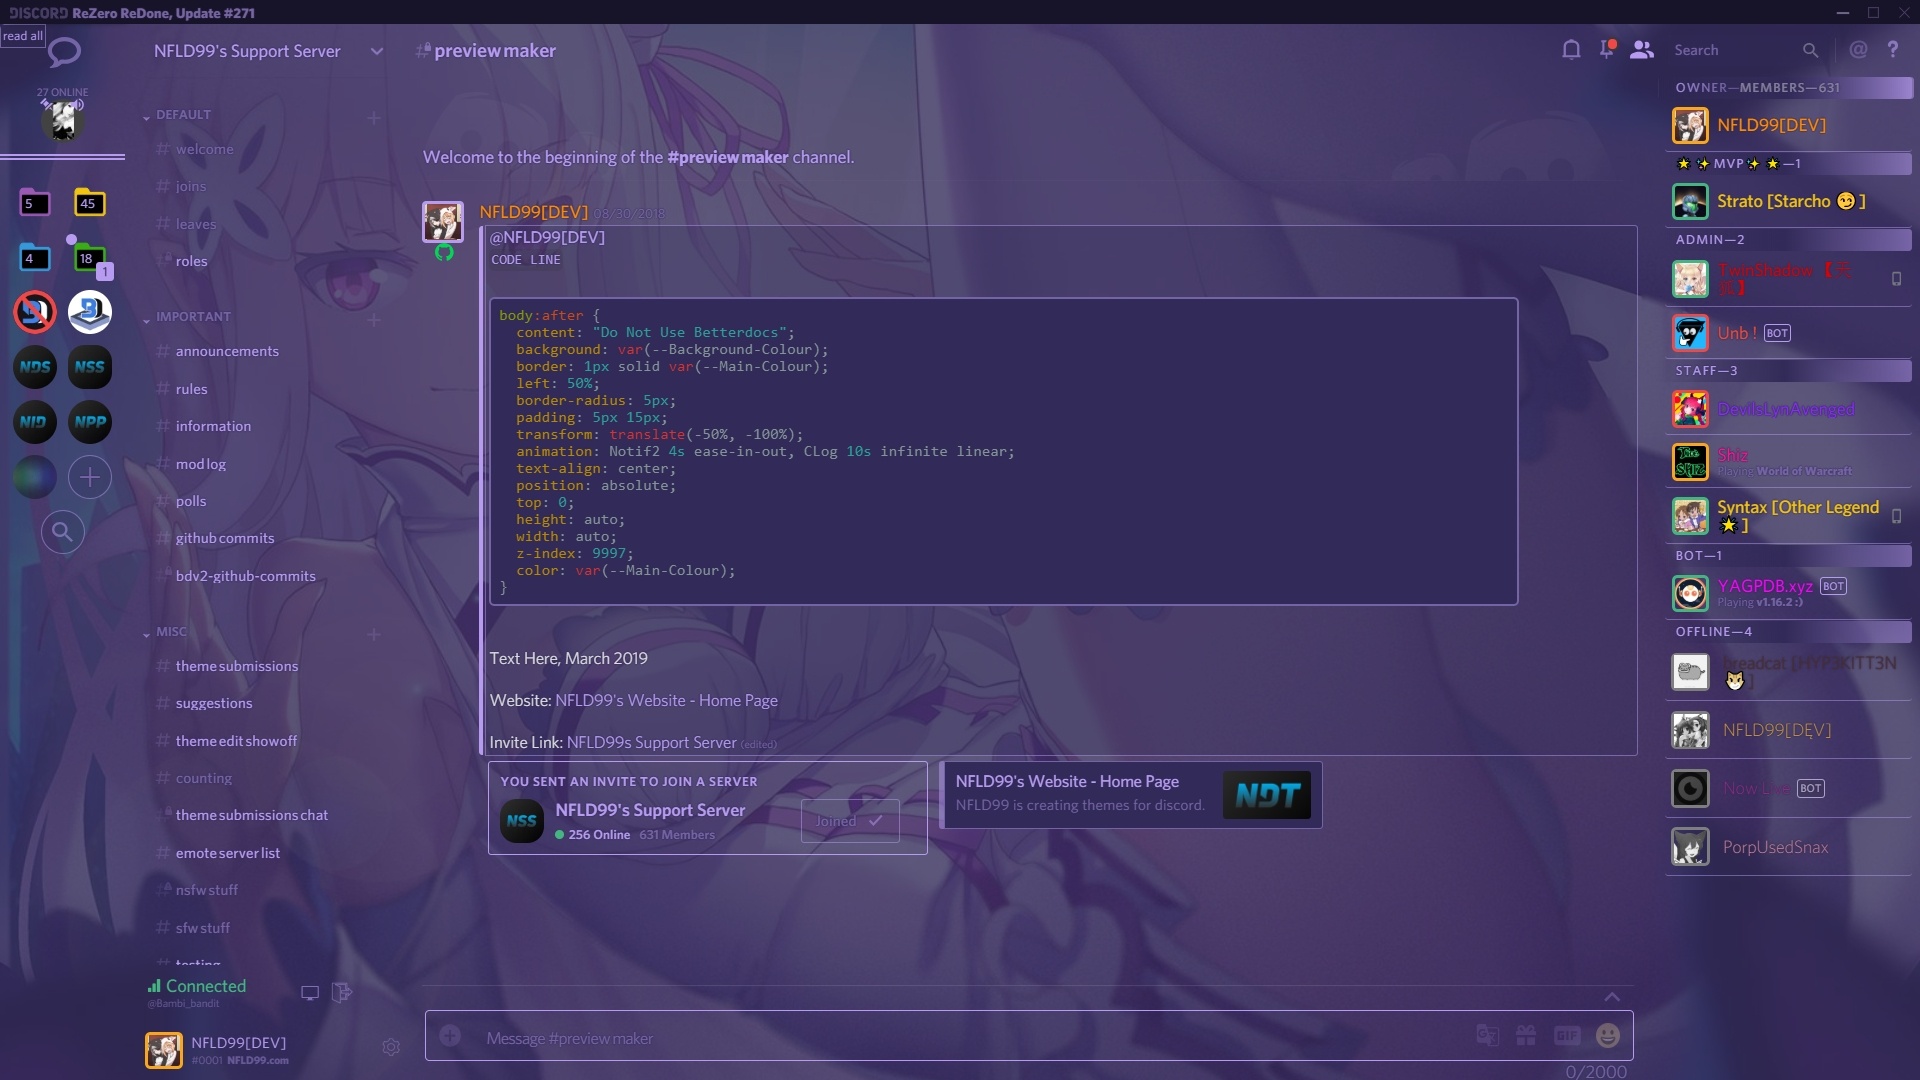 DISCORD ReZero ReDone, Update #271
read all
27 ONLINE
5
45
4
18
1
NDS
NSS
NID
NPP
NFLD99's Support Server
DEFAULT
welcome
joins
leaves
roles
IMPORTANT
announcements
rules
information
mod log
polls
github commits
bdv2-github-commits
MISC
theme submissions
suggestions
theme edit showoff
counting
theme submissions chat
emote server list
nsfw stuff
sfw stuff
testing
Connected
@Bambi_bandit
NFLD99[DEV]
#0001 NFLD99.com
# preview maker
Search
Welcome to the beginning of the #preview maker channel.
NFLD99[DEV] 08/30/2018
@NFLD99[DEV]
CODE LINE
body:after {
content: "Do Not Use Betterdocs";
background: var(--Background-Colour);
border: 1px solid var(--Main-Colour);
left: 50%;
border-radius: 5px;
padding: 5px 15px;
transform: translate(-50%, -100%);
animation: Notif2 4s ease-in-out, CLog 10s infinite linear;
text-align: center;
position: absolute;
top: 0;
height: auto;
width: auto;
z-index: 9997;
color: var(--Main-Colour);
}
Text Here, March 2019
Website: NFLD99's Website - Home Page
Invite Link: NFLD99s Support Server (edited)
YOU SENT AN INVITE TO JOIN A SERVER
NSS
NFLD99's Support Server
256 Online 631 Members
Joined
NFLD99's Website - Home Page
NFLD99 is creating themes for discord.
NDT
Message #preview maker
GIF
0/2000
OWNER—MEMBERS—631
NFLD99[DEV]
🌟✨MVP✨🌟—1
Strato [Starcho 😏]
ADMIN—2
TwinShadow
Unb ! BOT
STAFF—3
DevilsLynAvenged
Shiz
Playing World of Warcraft
Syntax [Other Legend
🌟]
BOT—1
YAGPDB.xyz BOT
Playing v1.16.2 :)
OFFLINE—4
breadcat [HYP3KITT3N
🐱]
NFLD99[DEV]
BOT
PorpUsedSnax